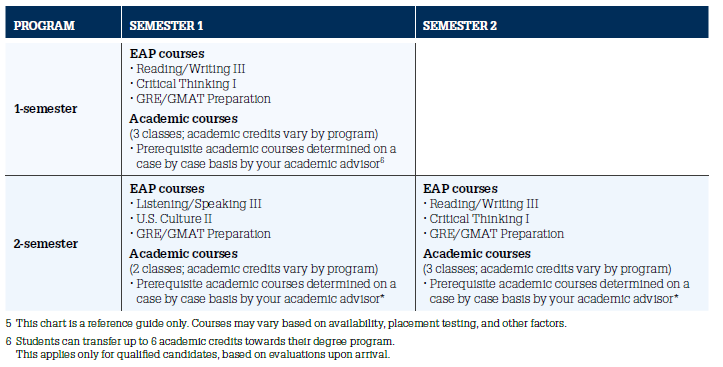 PROGRAM SEMESTER 1 SEMESTER 2
1-semester
EAP courses
· Reading/Writing III
· Critical Thinking I
· GRE/GMAT Preparation
Academic courses
(3 classes; academic credits vary by program)
· Prerequisite academic courses determined on a
case by case basis by your academic advisor⁶
2-semester
EAP courses
· Listening/Speaking III
· U.S. Culture II
· GRE/GMAT Preparation
Academic courses
(2 classes; academic credits vary by program)
· Prerequisite academic courses determined on a
case by case basis by your academic advisor*
EAP courses
· Reading/Writing III
· Critical Thinking I
· GRE/GMAT Preparation
Academic courses
(3 classes; academic credits vary by program)
· Prerequisite academic courses determined on a
case by case basis by your academic advisor*
5 This chart is a reference guide only. Courses may vary based on availability, placement testing, and other factors.
6 Students can transfer up to 6 academic credits towards their degree program.
This applies only for qualified candidates, based on evaluations upon arrival.